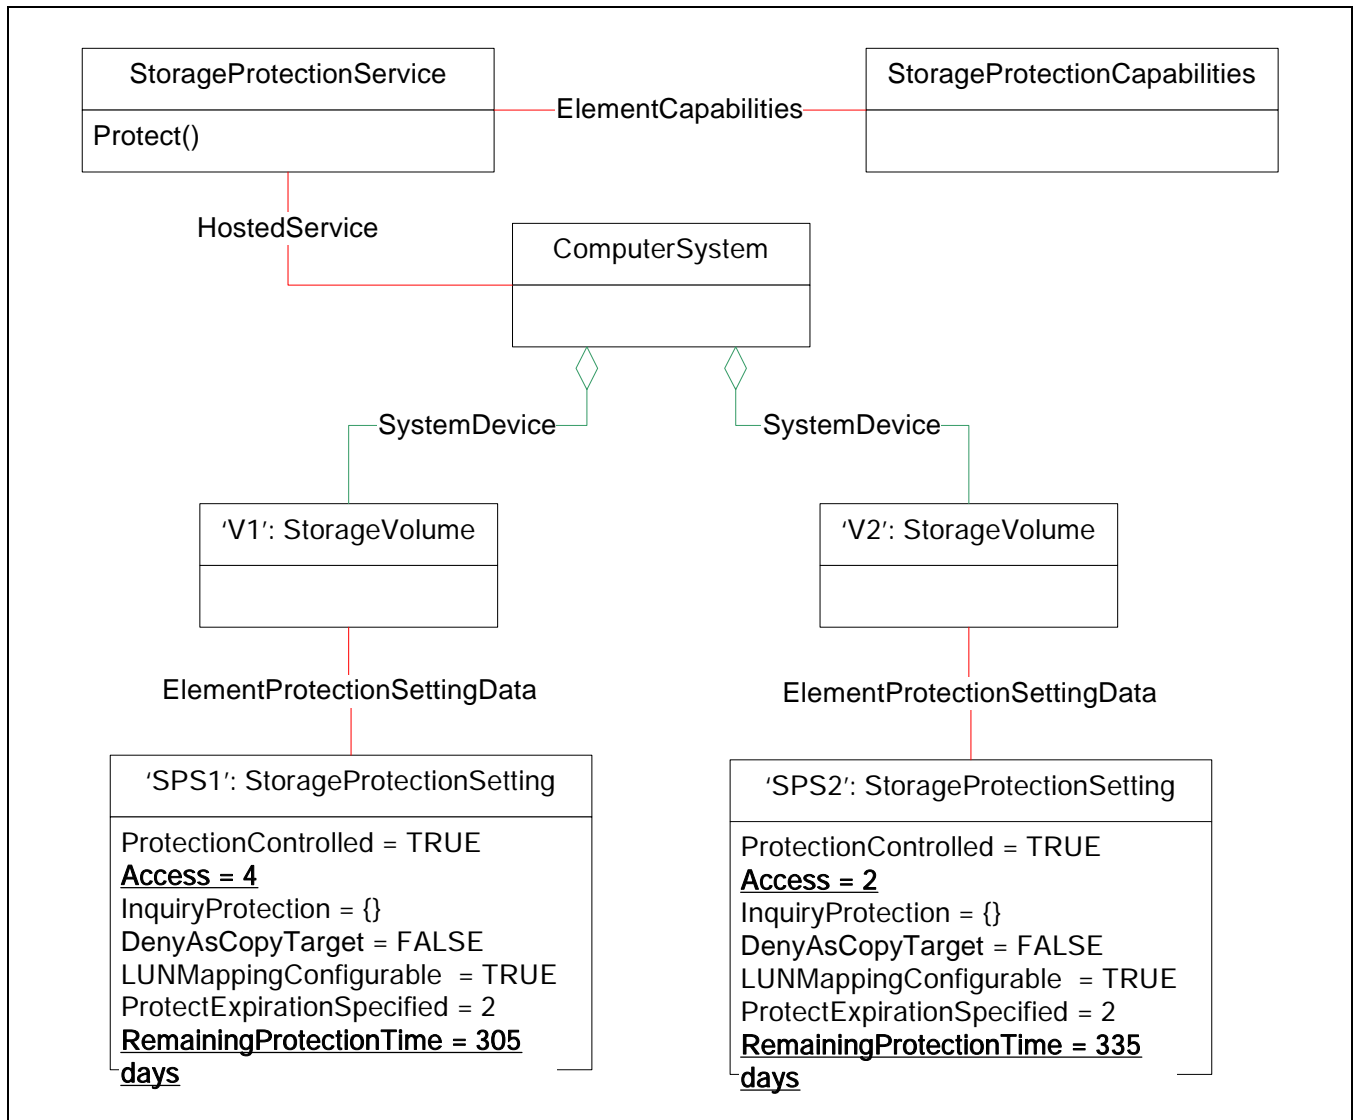 StorageProtectionService
StorageProtectionCapabilities
ElementCapabilities
Protect()
HostedService
ComputerSystem
SystemDevice
SystemDevice
‘V1’: StorageVolume
‘V2’: StorageVolume
ElementProtectionSettingData
ElementProtectionSettingData
‘SPS1’: StorageProtectionSetting
ProtectionControlled = TRUE
Access = 4
InquiryProtection = {}
DenyAsCopyTarget = FALSE
LUNMappingConfigurable = TRUE
ProtectExpirationSpecified = 2
RemainingProtectionTime = 305
days
‘SPS2’: StorageProtectionSetting
ProtectionControlled = TRUE
Access = 2
InquiryProtection = {}
DenyAsCopyTarget = FALSE
LUNMappingConfigurable = TRUE
ProtectExpirationSpecified = 2
RemainingProtectionTime = 335
days